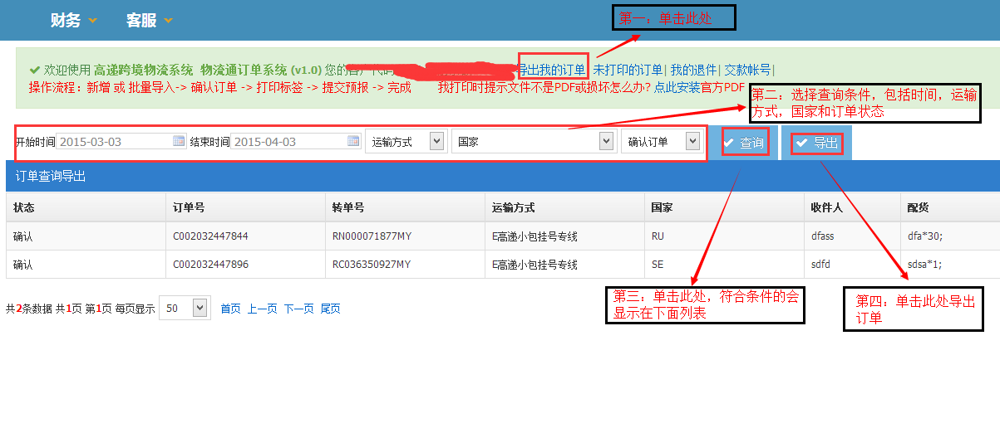 财务 客服
第一：单击此处
欢迎使用 高递跨境物流系统 物流通订单系统 (v1.0) 您的客户代码 导出我的订单 未打印的订单| 我的退件| 交款帐号|
操作流程：新增 或 批量导入-> 确认订单 -> 打印标签 -> 提交预报 -> 完成 我打印时提示文件不是PDF或损坏怎么办? 点此安装官方PDF
第二：选择查询条件，包括时间，运输
方式，国家和订单状态
开始时间 2015-03-03 结束时间 2015-04-03 运输方式 国家 确认订单 查询 导出
订单查询导出
状态 订单号 转单号 运输方式 国家 收件人 配货
确认 C002032447844 RN000071877MY E高递小包挂号专线 RU dfass dfa*30;
确认 C002032447896 RC036350927MY E高递小包挂号专线 SE sdfd sdsa*1;
共2条数据 共1页 第1页 每页显示 50 首页 上一页 下一页 尾页
第三：单击此处，符合条件的会
显示在下面列表
第四：单击此处导出
订单